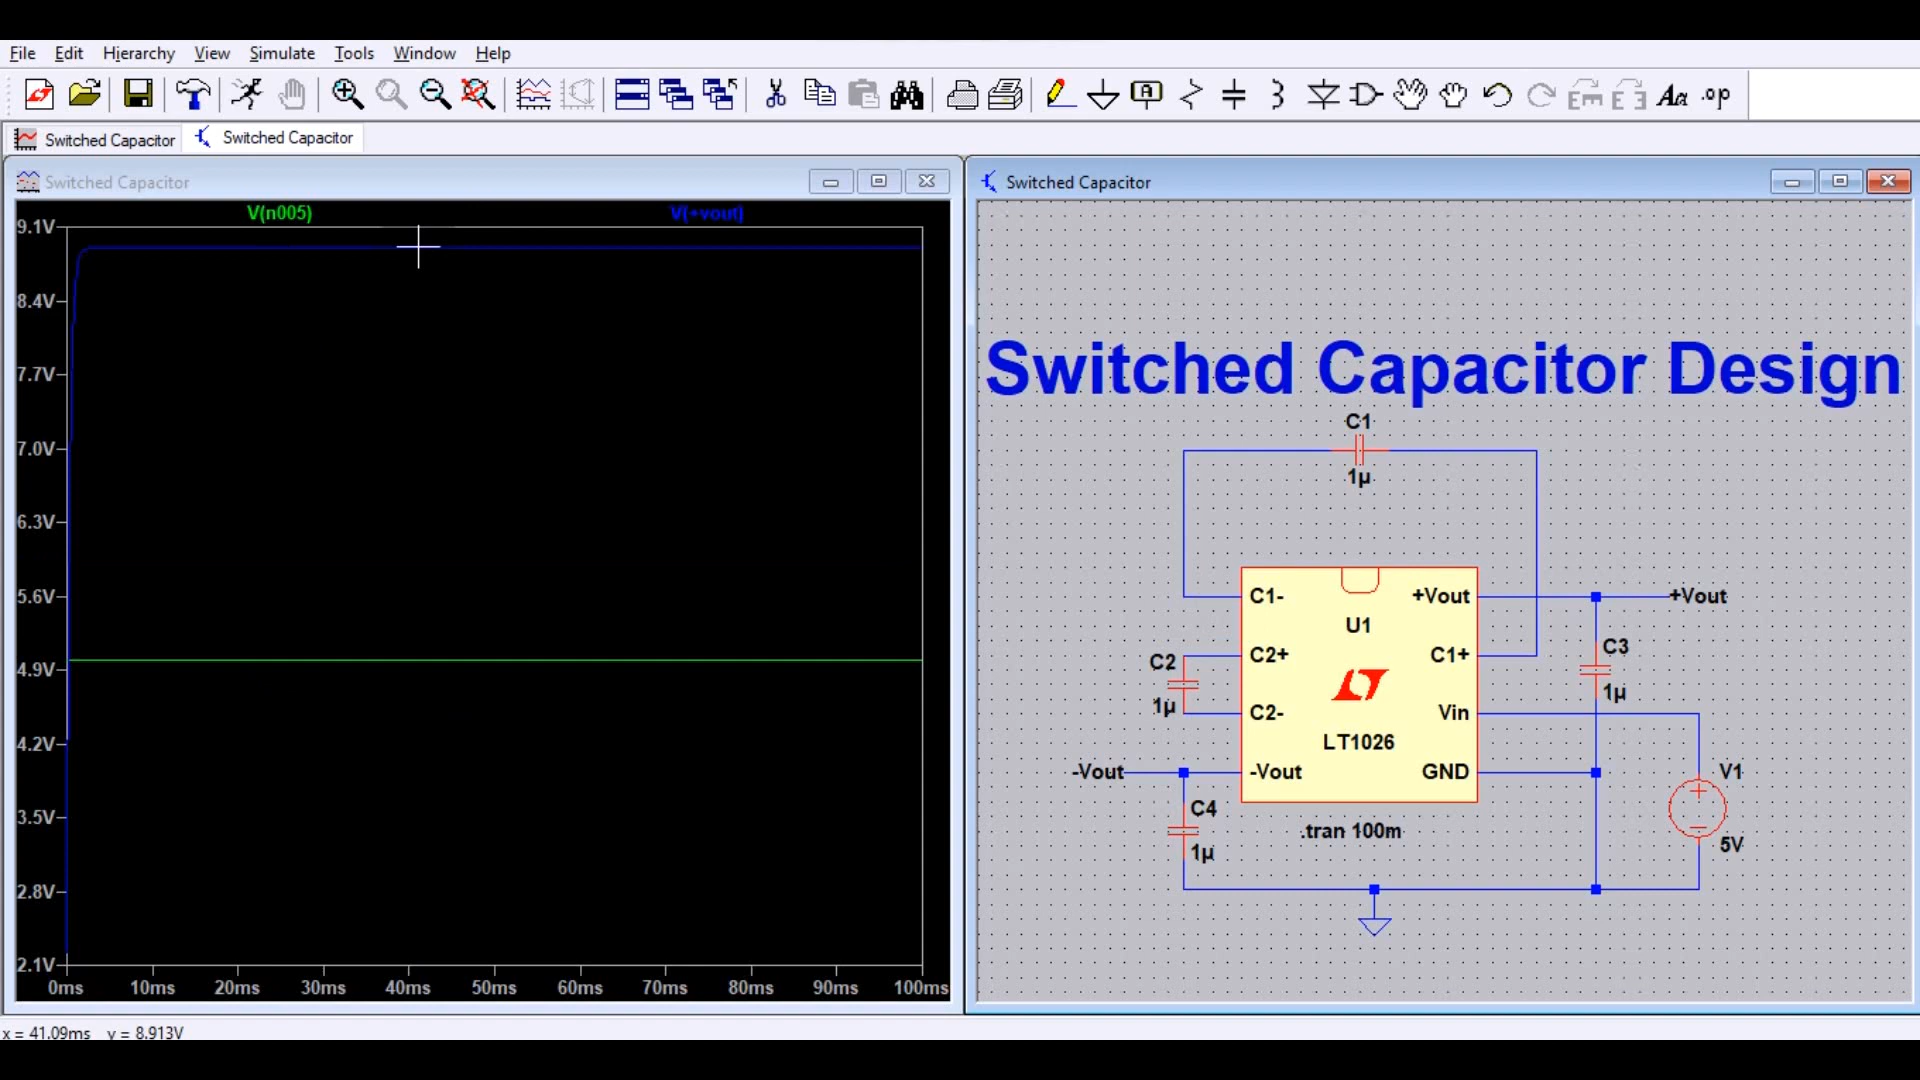 File Edit Hierarchy View Simulate Tools Window Help
A
Aa .op
Switched Capacitor
Switched Capacitor
Switched Capacitor
V(n005) V(+vout)
9.1V
8.4V
7.7V
7.0V
6.3V
5.6V
4.9V
4.2V
3.5V
2.8V
2.1V
0ms 10ms 20ms 30ms 40ms 50ms 60ms 70ms 80ms 90ms 100ms
Switched Capacitor
Switched Capacitor Design
C1
1µ
C1- +Vout +Vout
U1
C2+ C1+
C2
1µ
C3
1µ
C2- Vin
LT1026
-Vout -Vout GND
V1
5V
C4
1µ
.tran 100m
x = 41.09ms y = 8.913V